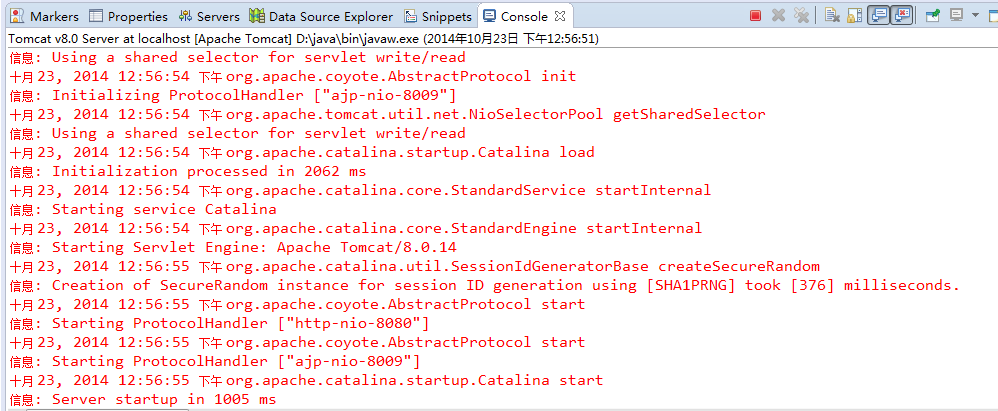 Markers Properties Servers Data Source Explorer Snippets Console
Tomcat v8.0 Server at localhost [Apache Tomcat] D:\java\bin\javaw.exe (2014年10月23日 下午12:56:51)
信息: Using a shared selector for servlet write/read
十月 23, 2014 12:56:54 下午 org.apache.coyote.AbstractProtocol init
信息: Initializing ProtocolHandler ["ajp-nio-8009"]
十月 23, 2014 12:56:54 下午 org.apache.tomcat.util.net.NioSelectorPool getSharedSelector
信息: Using a shared selector for servlet write/read
十月 23, 2014 12:56:54 下午 org.apache.catalina.startup.Catalina load
信息: Initialization processed in 2062 ms
十月 23, 2014 12:56:54 下午 org.apache.catalina.core.StandardService startInternal
信息: Starting service Catalina
十月 23, 2014 12:56:54 下午 org.apache.catalina.core.StandardEngine startInternal
信息: Starting Servlet Engine: Apache Tomcat/8.0.14
十月 23, 2014 12:56:55 下午 org.apache.catalina.util.SessionIdGeneratorBase createSecureRandom
信息: Creation of SecureRandom instance for session ID generation using [SHA1PRNG] took [376] milliseconds.
十月 23, 2014 12:56:55 下午 org.apache.coyote.AbstractProtocol start
信息: Starting ProtocolHandler ["http-nio-8080"]
十月 23, 2014 12:56:55 下午 org.apache.coyote.AbstractProtocol start
信息: Starting ProtocolHandler ["ajp-nio-8009"]
十月 23, 2014 12:56:55 下午 org.apache.catalina.startup.Catalina start
信息: Server startup in 1005 ms